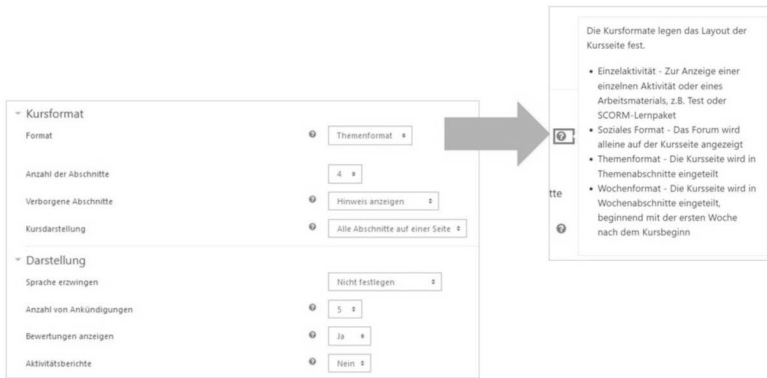 Kursformat
Format
Themenformat
Anzahl der Abschnitte
4
Verborgene Abschnitte
Hinweis anzeigen
Kursdarstellung
Alle Abschnitte auf einer Seite
Darstellung
Sprache erzwingen
Nicht festlegen
Anzahl von Ankündigungen
5
Bewertungen anzeigen
Ja
Aktivitätsberichte
Nein
Die Kursformate legen das Layout der
Kursseite fest.
• Einzelaktivität - Zur Anzeige einer
einzelnen Aktivität oder eines
Arbeitsmaterials, z.B. Test oder
SCORM-Lernpaket
• Soziales Format - Das Forum wird
alleine auf der Kursseite angezeigt
• Themenformat - Die Kursseite wird in
Themenabschnitte eingeteilt
• Wochenformat - Die Kursseite wird in
Wochenabschnitte eingeteilt,
beginnend mit der ersten Woche
nach dem Kursbeginn
tte